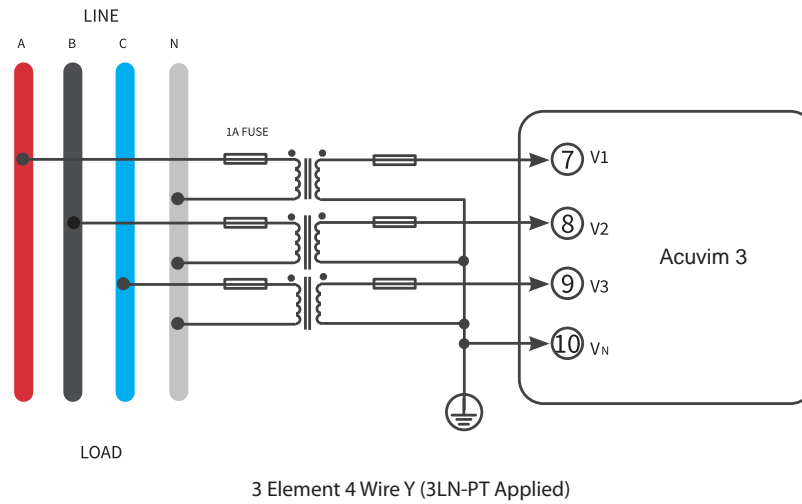 LINE
A B C N
1A FUSE
7 V1
8 V2
9 V3
10 VN
Acuvim 3
LOAD
3 Element 4 Wire Y (3LN-PT Applied)